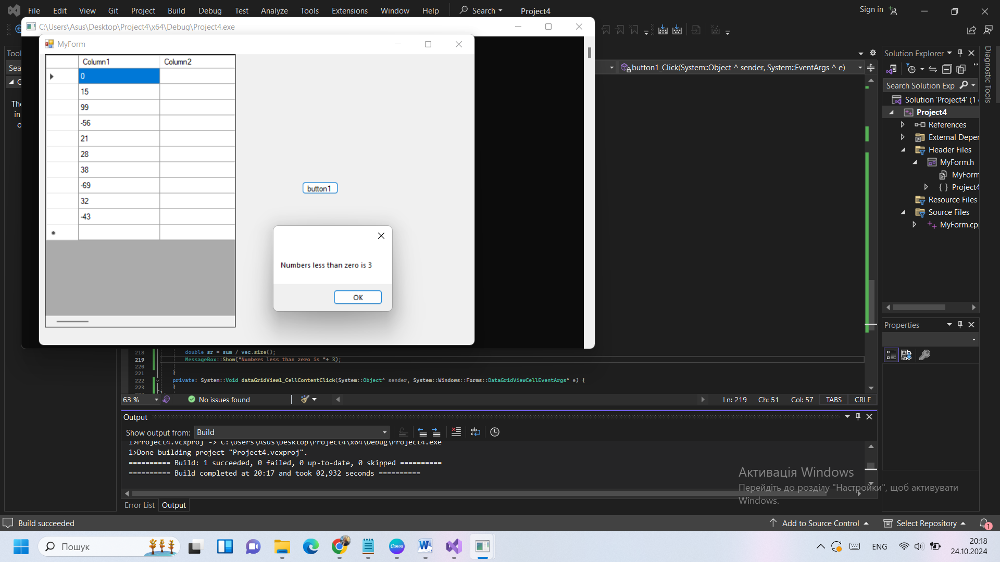 File Edit View Git Project Build Debug Test Analyze Tools Extensions Window Help Search Project4 Sign in
C:\Users\Asus\Desktop\Project4\x64\Debug\Project4.exe
MyForm
Column1 Column2
0
15
99
-56
21
28
38
-69
32
-43
button1
Numbers less than zero is 3
OK
button1_Click(System::Object ^ sender, System::EventArgs ^ e)
Solution Explorer
Search Solution Exp
Solution 'Project4' (1
Project4
References
External Deper
Header Files
MyForm.h
MyForm
Project4
Resource Files
Source Files
MyForm.cpp
Diagnostic Tools
Properties
218 double sr = sum / vec.size();
219 MessageBox::Show("Numbers less than zero is "+ 3);
220
221 }
222 private: System::Void dataGridView1_CellContentClick(System::Object^ sender, System::Windows::Forms::DataGridViewCellEventArgs^ e) {
223 }
63 % No issues found Ln: 219 Ch: 51 Col: 57 TABS CRLF
Output
Show output from: Build
1>Project4.vcxproj -> C:\Users\Asus\Desktop\Project4\x64\Debug\Project4.exe
1>Done building project "Project4.vcxproj".
========== Build: 1 succeeded, 0 failed, 0 up-to-date, 0 skipped ==========
========== Build completed at 20:17 and took 02,932 seconds ==========
Активація Windows
Перейдіть до розділу "Настройки", щоб активувати
Windows.
Error List Output
Build succeeded Add to Source Control Select Repository 1
Пошук Canva ENG 20:18
24.10.2024